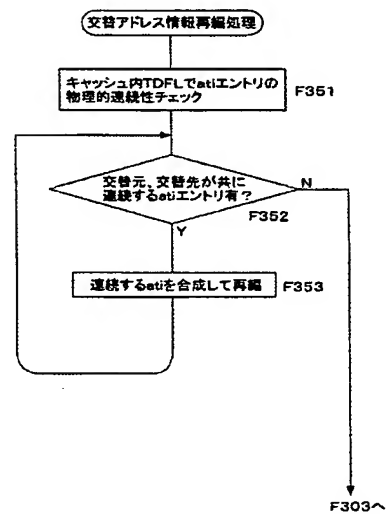 交替アドレス情報再編処理
キャッシュ内TDFLでatiエントリの
物理的連続性チェック
F351
交替元、交替先が共に
連続するatiエントリ有?
N
F352
Y
連続するatiを合成して再編
F353
F303へ